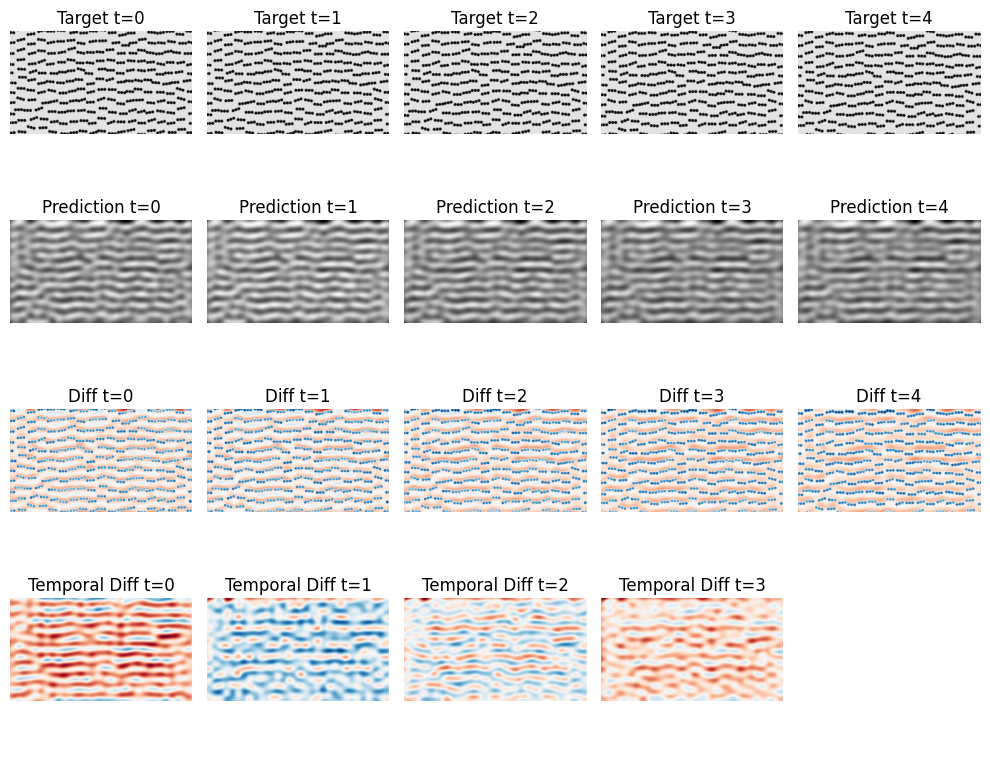 Target t=0
Target t=1
Target t=2
Target t=3
Target t=4
Prediction t=0
Prediction t=1
Prediction t=2
Prediction t=3
Prediction t=4
Diff t=0
Diff t=1
Diff t=2
Diff t=3
Diff t=4
Temporal Diff t=0
Temporal Diff t=1
Temporal Diff t=2
Temporal Diff t=3